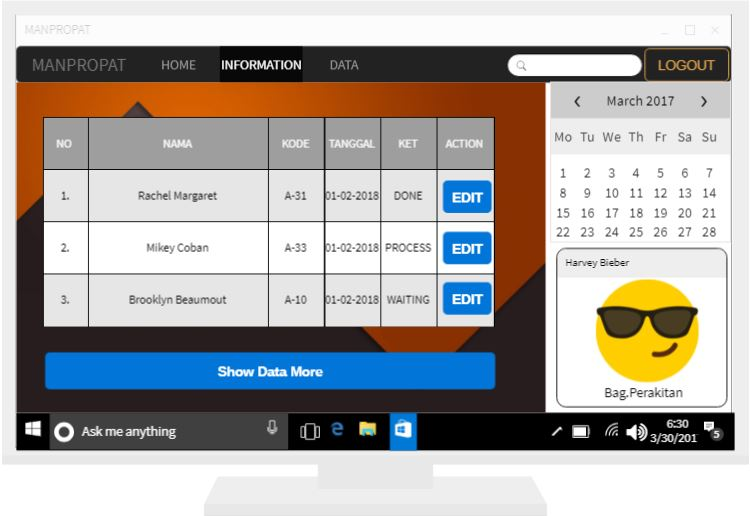 MANPROPAT
MANPROPAT HOME INFORMATION DATA LOGOUT
NO NAMA KODE TANGGAL KET ACTION
1. Rachel Margaret A-31 01-02-2018 DONE EDIT
2. Mikey Coban A-33 01-02-2018 PROCESS EDIT
3. Brooklyn Beaumout A-10 01-02-2018 WAITING EDIT
Show Data More
March 2017
Mo Tu We Th Fr Sa Su
1 2 3 4 5 6 7
8 9 10 11 12 13 14
15 16 17 18 19 20 21
22 23 24 25 26 27 28
Harvey Bieber
Bag.Perakitan
Ask me anything
6:30
3/30/201
5